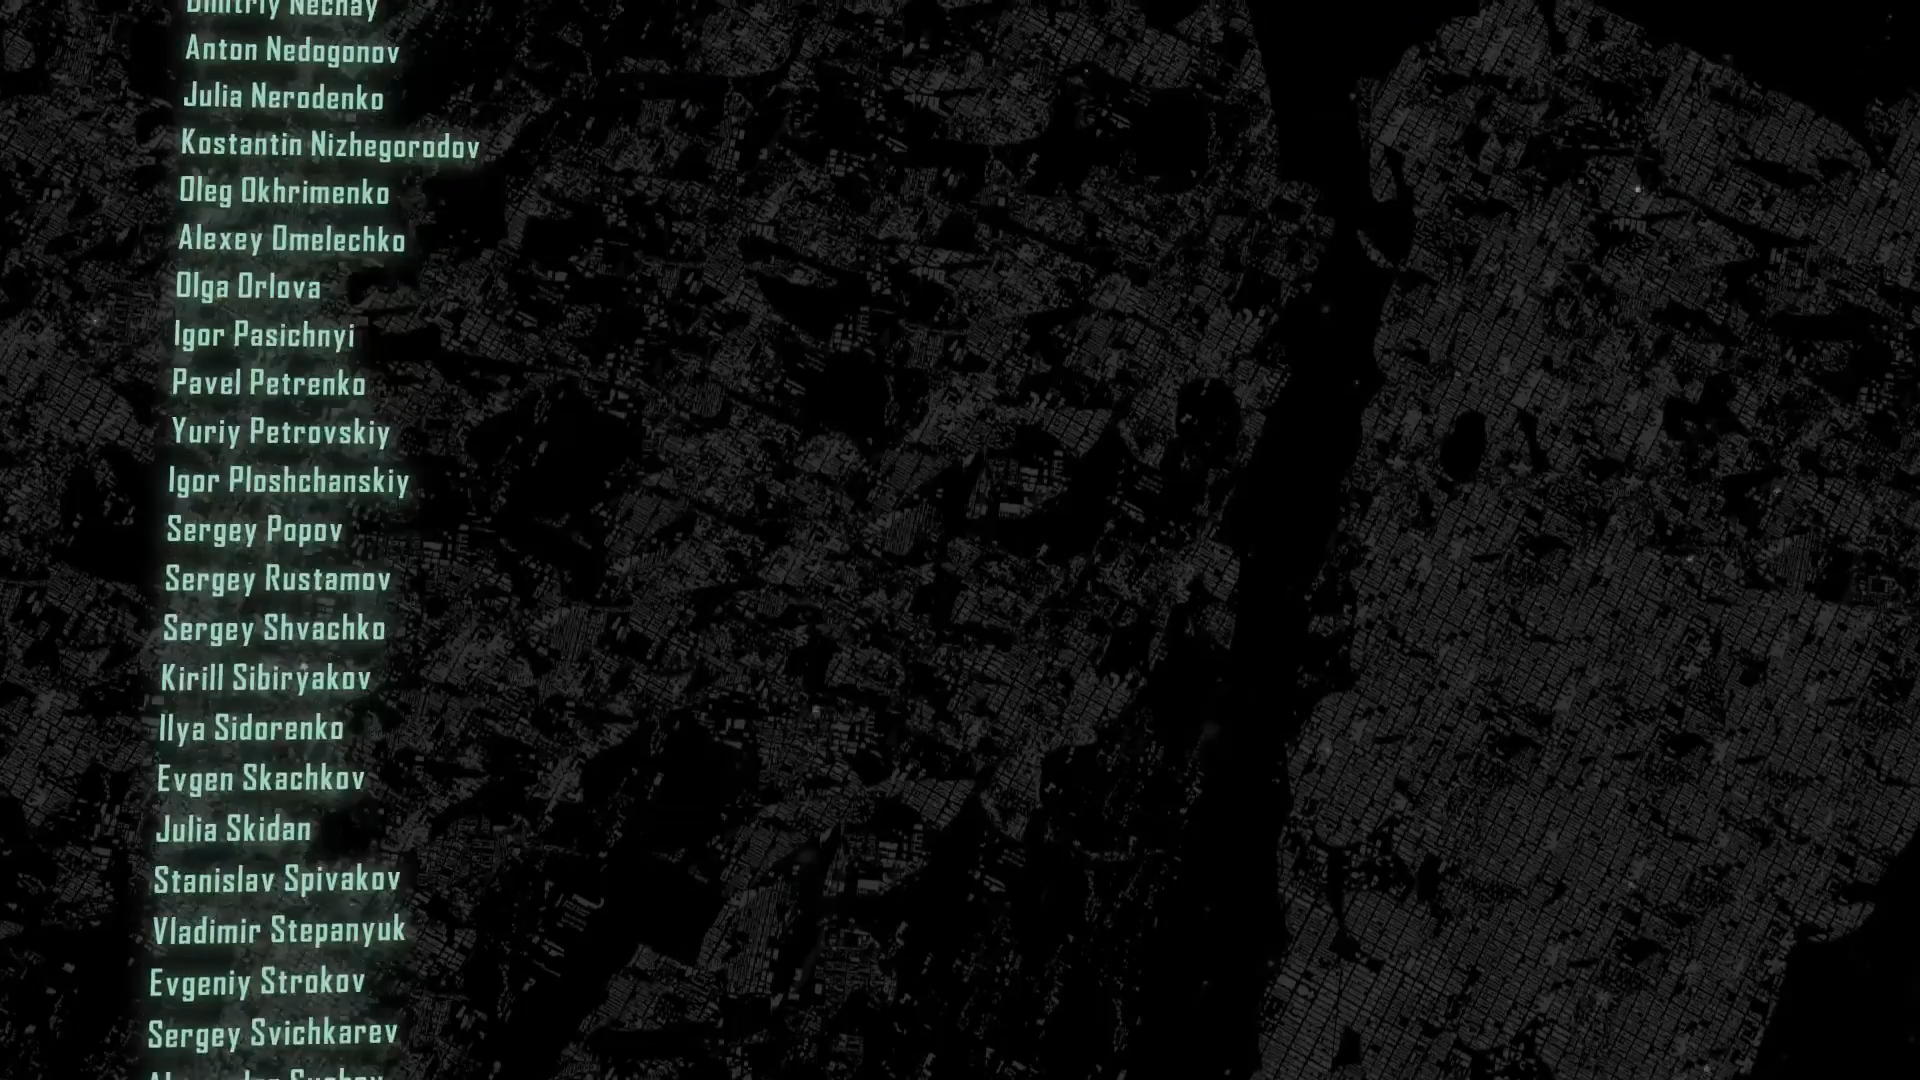 Dmitriy Nechay
Anton Nedogonov
Julia Nerodenko
Kostantin Nizhegorodov
Oleg Okhrimenko
Alexey Omelechko
Olga Orlova
Igor Pasichnyi
Pavel Petrenko
Yuriy Petrovskiy
Igor Ploshchanskiy
Sergey Popov
Sergey Rustamov
Sergey Shvachko
Kirill Sibiryakov
Ilya Sidorenko
Evgen Skachkov
Julia Skidan
Stanislav Spivakov
Vladimir Stepanyuk
Evgeniy Strokov
Sergey Svichkarev